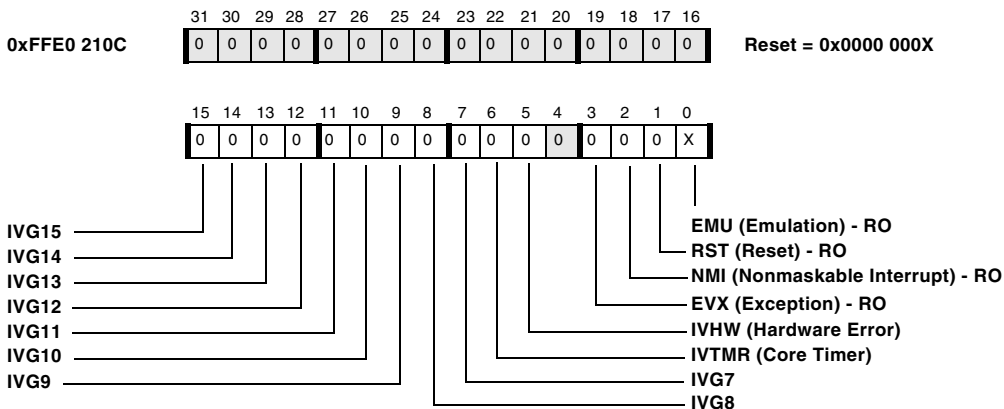 31 30 29 28 27 26 25 24 23 22 21 20 19 18 17 16
0xFFE0 210C 0 0 0 0 0 0 0 0 0 0 0 0 0 0 0 0 Reset = 0x0000 000X
15 14 13 12 11 10 9 8 7 6 5 4 3 2 1 0
0 0 0 0 0 0 0 0 0 0 0 0 0 0 0 X
IVG15
IVG14
IVG13
IVG12
IVG11
IVG10
IVG9
EMU (Emulation) - RO
RST (Reset) - RO
NMI (Nonmaskable Interrupt) - RO
EVX (Exception) - RO
IVHW (Hardware Error)
IVTMR (Core Timer)
IVG7
IVG8